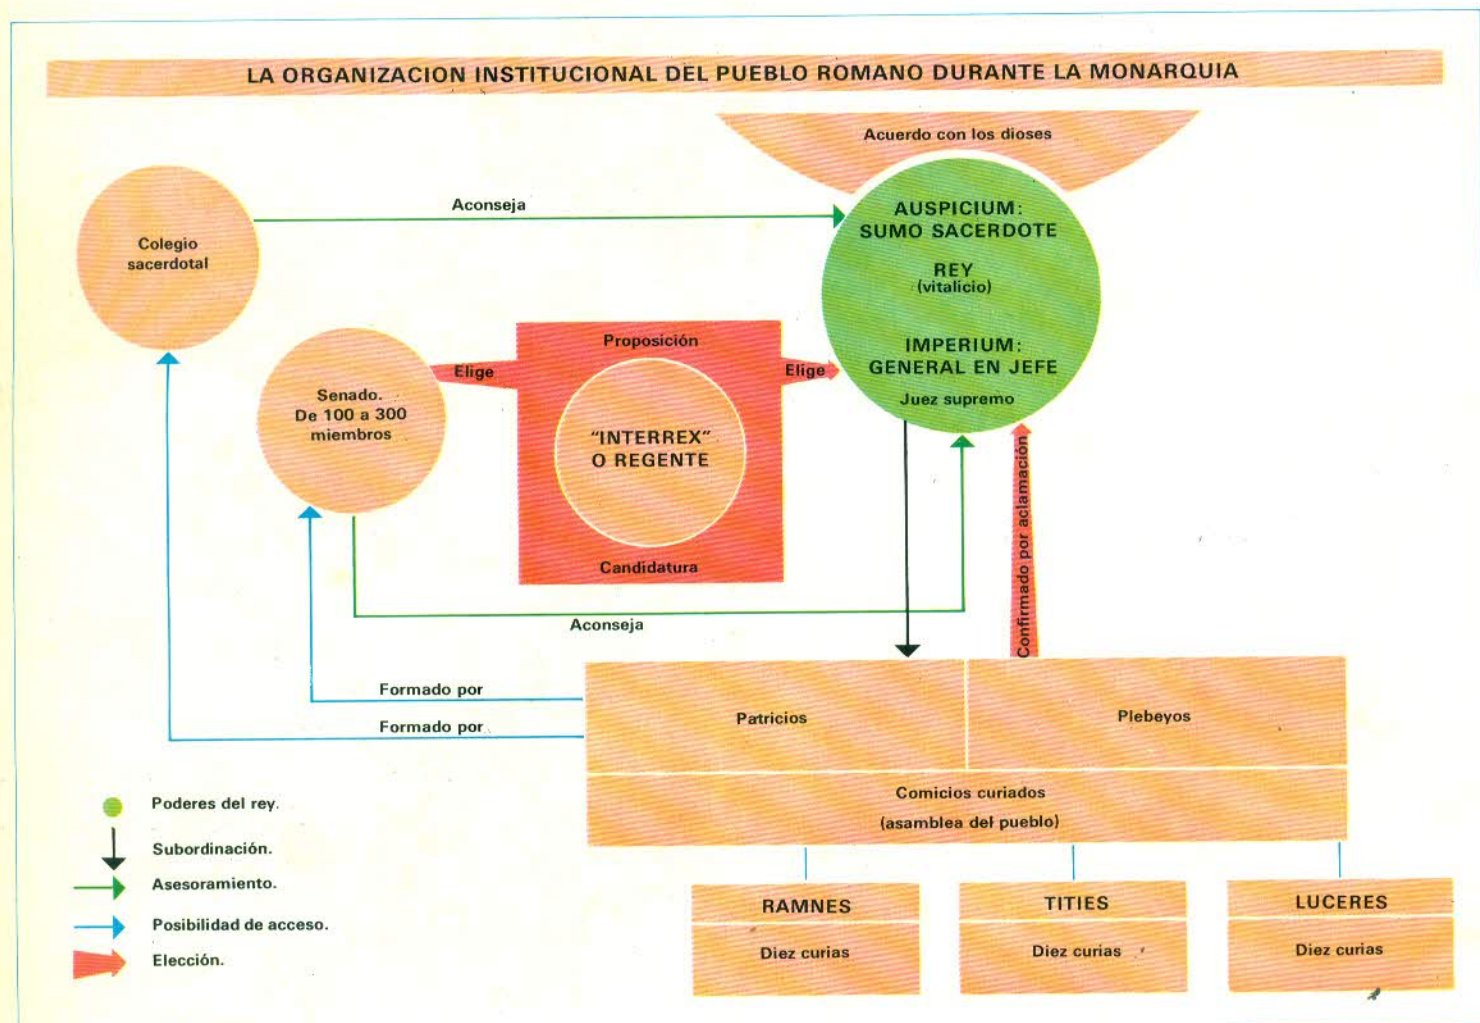 LA ORGANIZACION INSTITUCIONAL DEL PUEBLO ROMANO DURANTE LA MONARQUIA
Acuerdo con los dioses
Colegio
sacerdotal
Aconseja
AUSPICIUM:
SUMO SACERDOTE
REY
(vitalicio)
IMPERIUM:
GENERAL EN JEFE
Juez supremo
Senado.
De 100 a 300
miembros
Elige
Proposición
"INTERREX"
O REGENTE
Candidatura
Elige
Confirmado por aclamación
Aconseja
Formado por
Formado por
Patricios
Plebeyos
Comicios curiados
(asamblea del pueblo)
RAMNES
Diez curias
TITIES
Diez curias
LUCERES
Diez curias
Poderes del rey.
Subordinación.
Asesoramiento.
Posibilidad de acceso.
Elección.